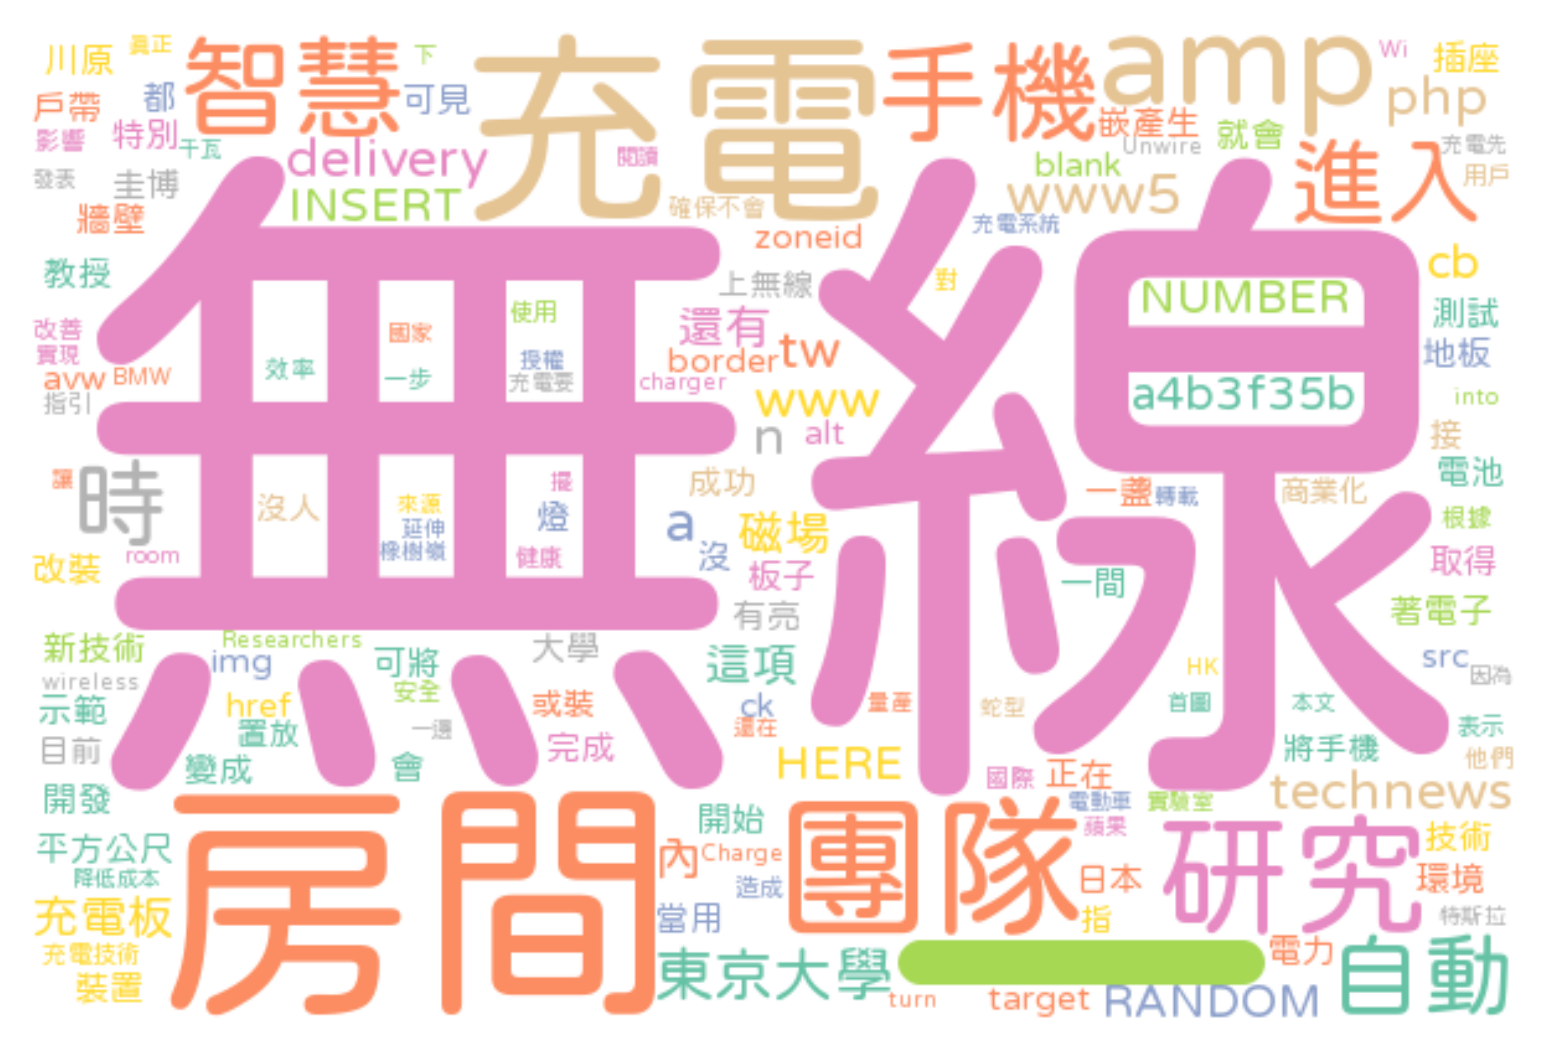 川原
真正
智慧
下
充電
手機
amp
Wi
插座
戶帶
都
可見
php
影響
特別
千瓦
delivery
閱讀
嵌產生
Unwire
就會
充電先
發表
圭博
INSERT
確保不會
blank
www5
進入
用戶
牆壁
zoneid
充電系統
教授
無線
上無線
對
NUMBER
cb
改善
實現
國家
使用
還有
測試
avw
BMW
效率
一步
授權
充電要
border
tw
charger
地板
指引
www
a4b3f35b
into
n
alt
接
讓
時
沒人
來源
擺
成功
一盞
轉載
商業化
電池
延伸
燈
a
磁場
根據
改裝
room
橡樹嶺
健康
沒
板子
一間
取得
有亮
著電子
新技術
Researchers
img
可將
大學
這項
HK
src
因為
wireless
安全
示範
href
或裝
ck
量產
蛇型
首圖
本文
表示
目前
置放
一邊
還在
完成
將手機
他們
變成
會
HERE
國際
正在
technews
開發
電動車
實驗室
房間
開始
團隊
蘋果
研究
技術
平方公尺
內
Charge
降低成本
造成
日本
環境
充電板
當用
指
特斯拉
充電技術
東京大學
電力
自動
裝置
turn
target
RANDOM